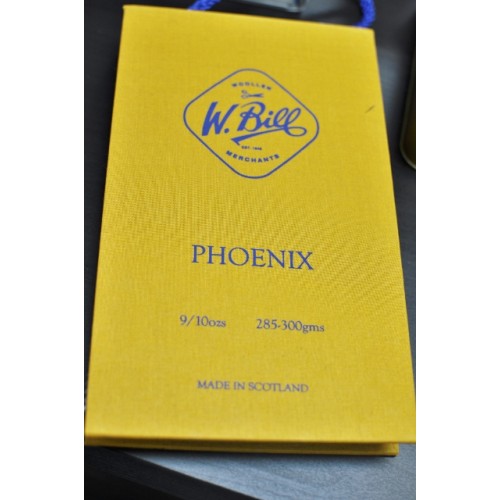 WOOLLEN
W. Bill
MERCHANTS
PHOENIX
9/10ozs 285-300gms
MADE IN SCOTLAND